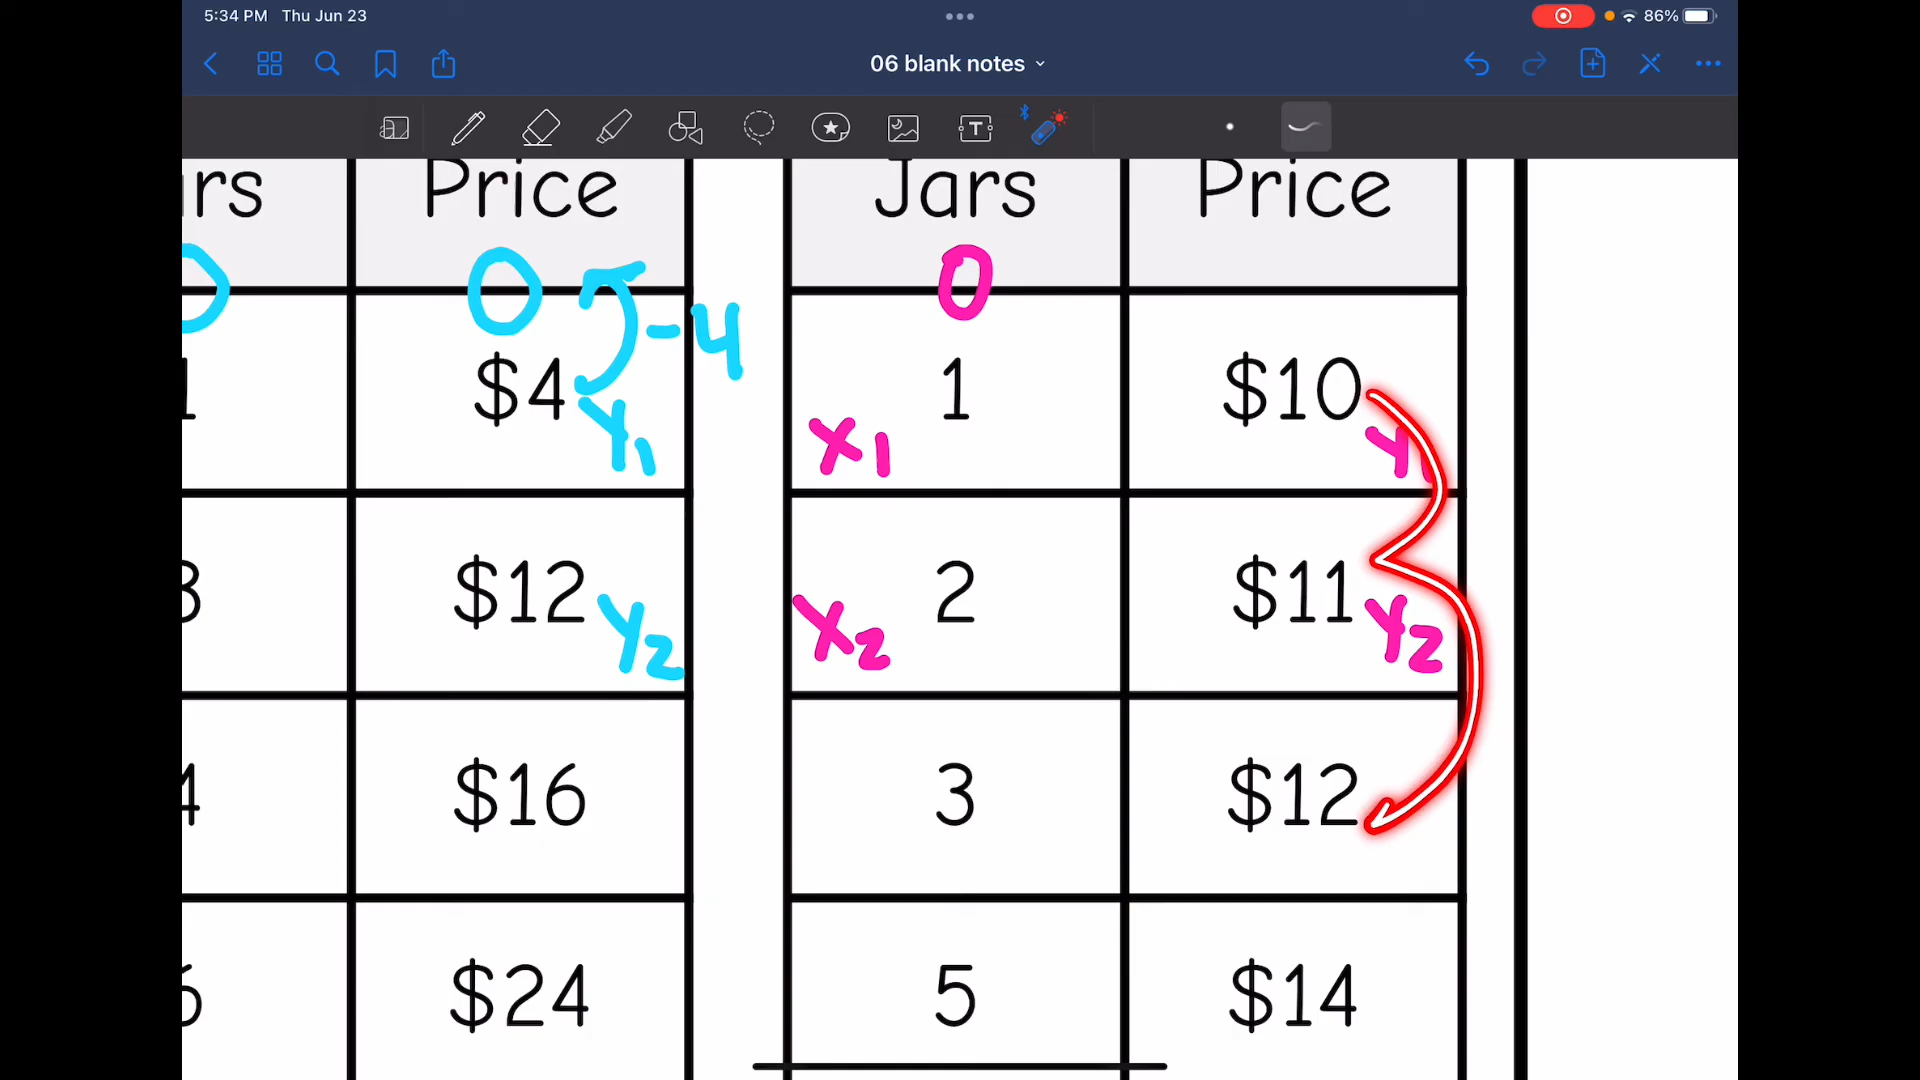 5:34 PM Thu Jun 23 86%
06 blank notes
T
rs Price Jars Price
0 0
-4
1 $4 1 $10
Y1 X1 Y1
3 $12 2 $11
Y2 X2 Y2
4 $16 3 $12
6 $24 5 $14